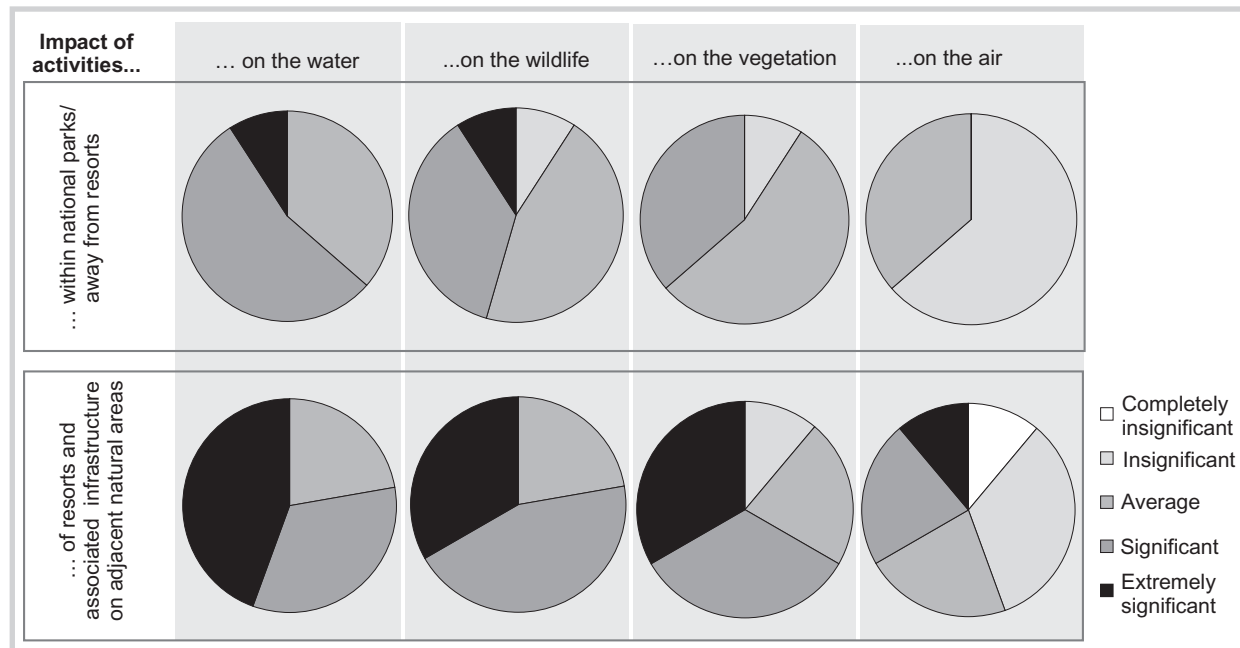 Impact of
activities...
… on the water
...on the wildlife
…on the vegetation
...on the air
… within national parks/
away from resorts
… of resorts and
associated infrastructure
on adjacent natural areas
Completely
insignificant
Insignificant
Average
Significant
Extremely
significant